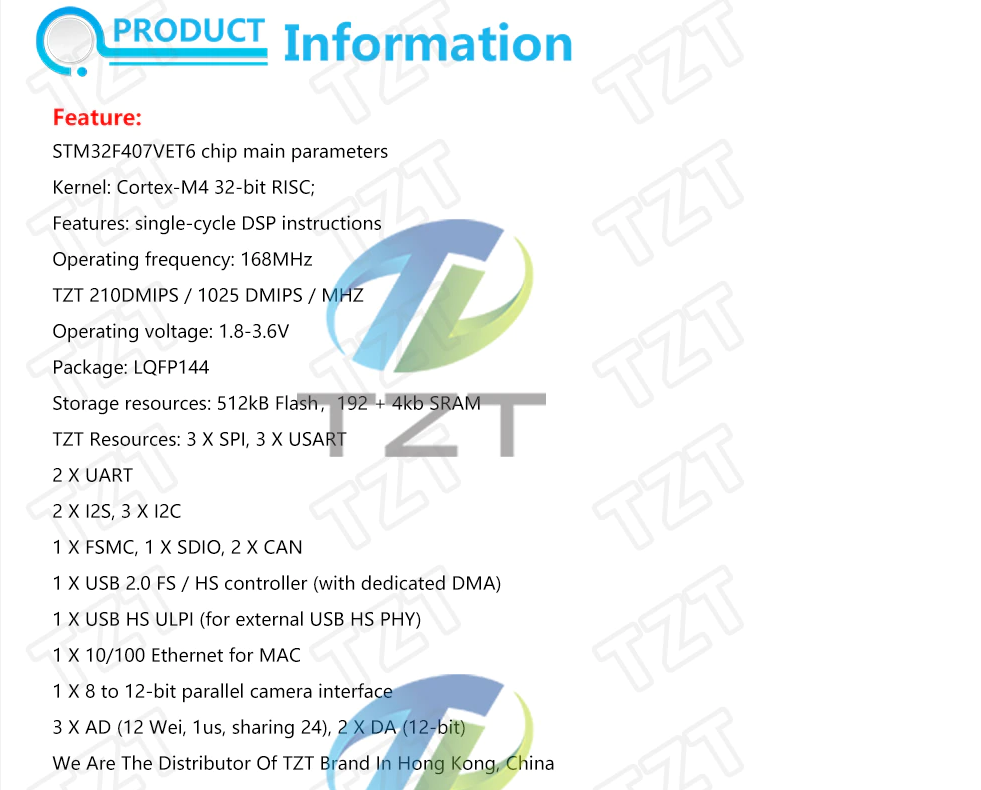 PRODUCT Information
Feature:
STM32F407VET6 chip main parameters
Kernel: Cortex-M4 32-bit RISC;
Features: single-cycle DSP instructions
Operating frequency: 168MHz
TZT 210DMIPS / 1025 DMIPS / MHZ
Operating voltage: 1.8-3.6V
Package: LQFP144
Storage resources: 512kB Flash，192 + 4kb SRAM
TZT
TZT Resources: 3 X SPI, 3 X USART
2 X UART
2 X I2S, 3 X I2C
1 X FSMC, 1 X SDIO, 2 X CAN
1 X USB 2.0 FS / HS controller (with dedicated DMA)
1 X USB HS ULPI (for external USB HS PHY)
1 X 10/100 Ethernet for MAC
1 X 8 to 12-bit parallel camera interface
3 X AD (12 Wei, 1us, sharing 24), 2 X DA (12-bit)
We Are The Distributor Of TZT Brand In Hong Kong, China